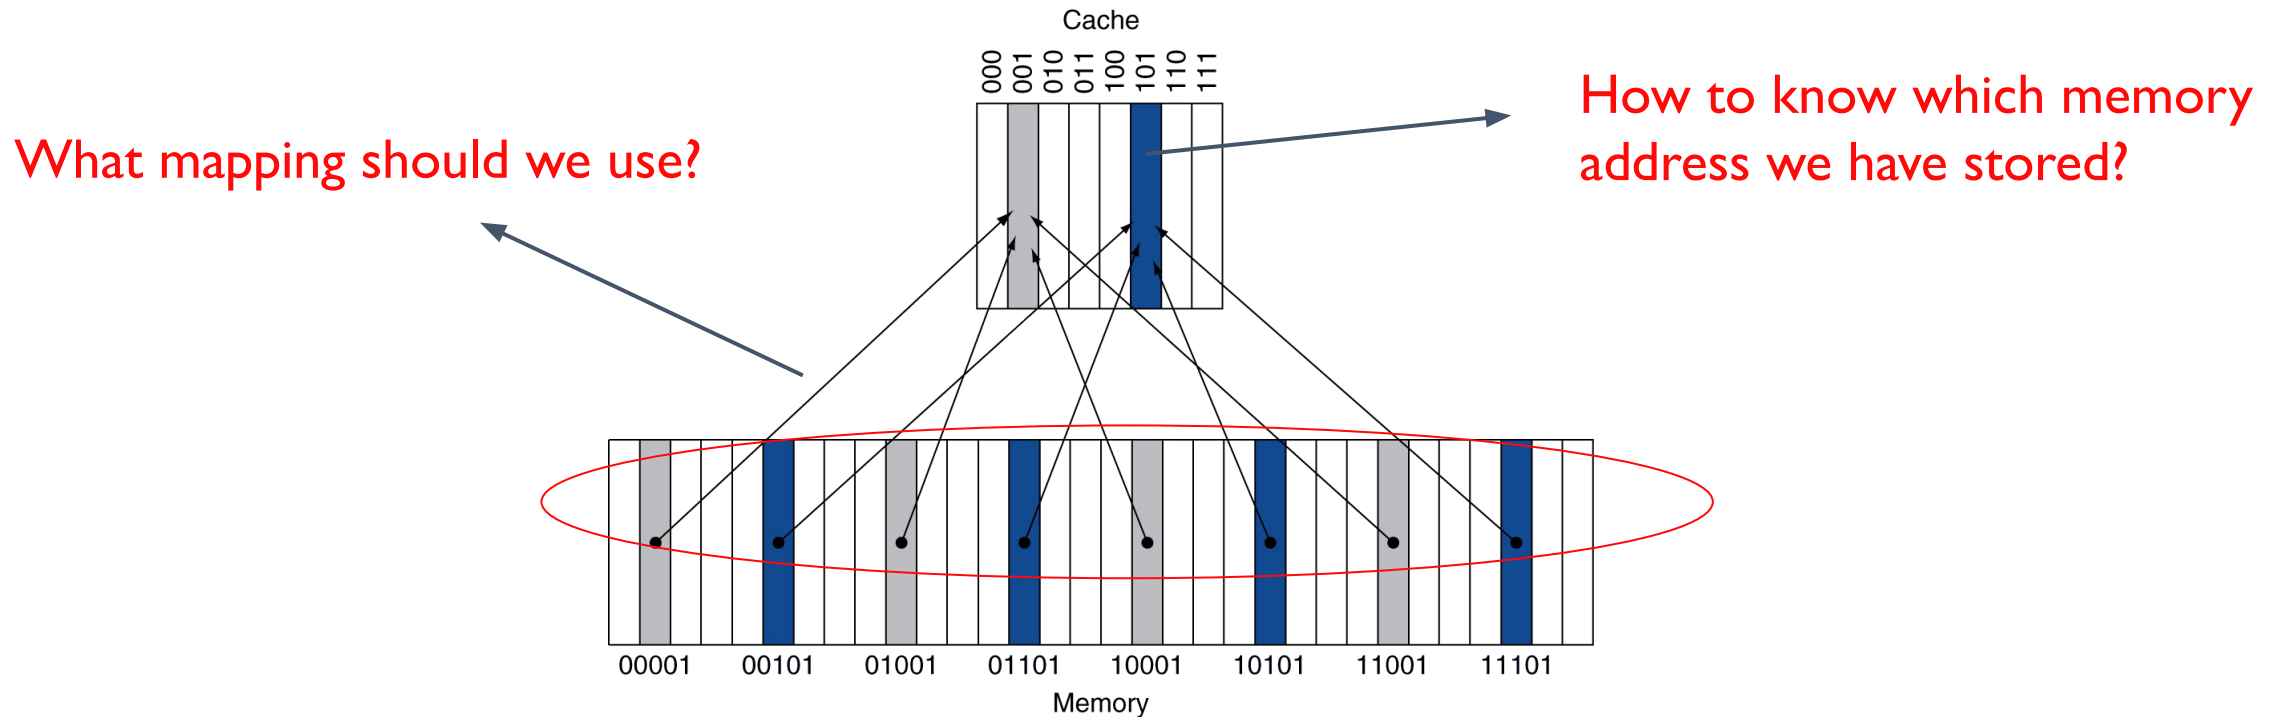 Cache
000 001 010 011 100 101 110 111
What mapping should we use?
How to know which memory
address we have stored?
00001 00101 01001 01101 10001 10101 11001 11101
Memory